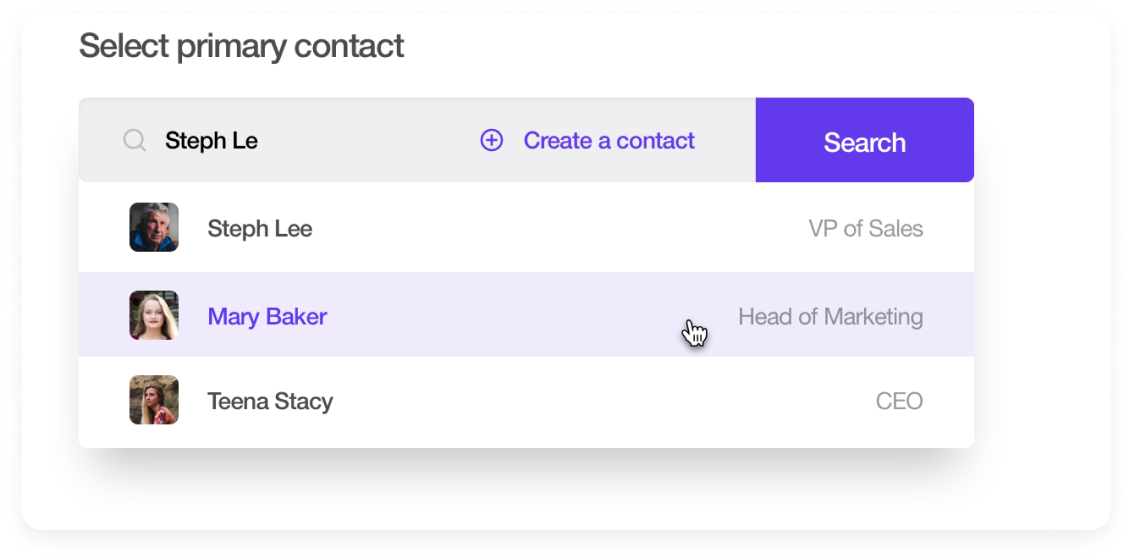 Select primary contact
Steph Le Create a contact Search
Steph Lee VP of Sales
Mary Baker Head of Marketing
Teena Stacy CEO